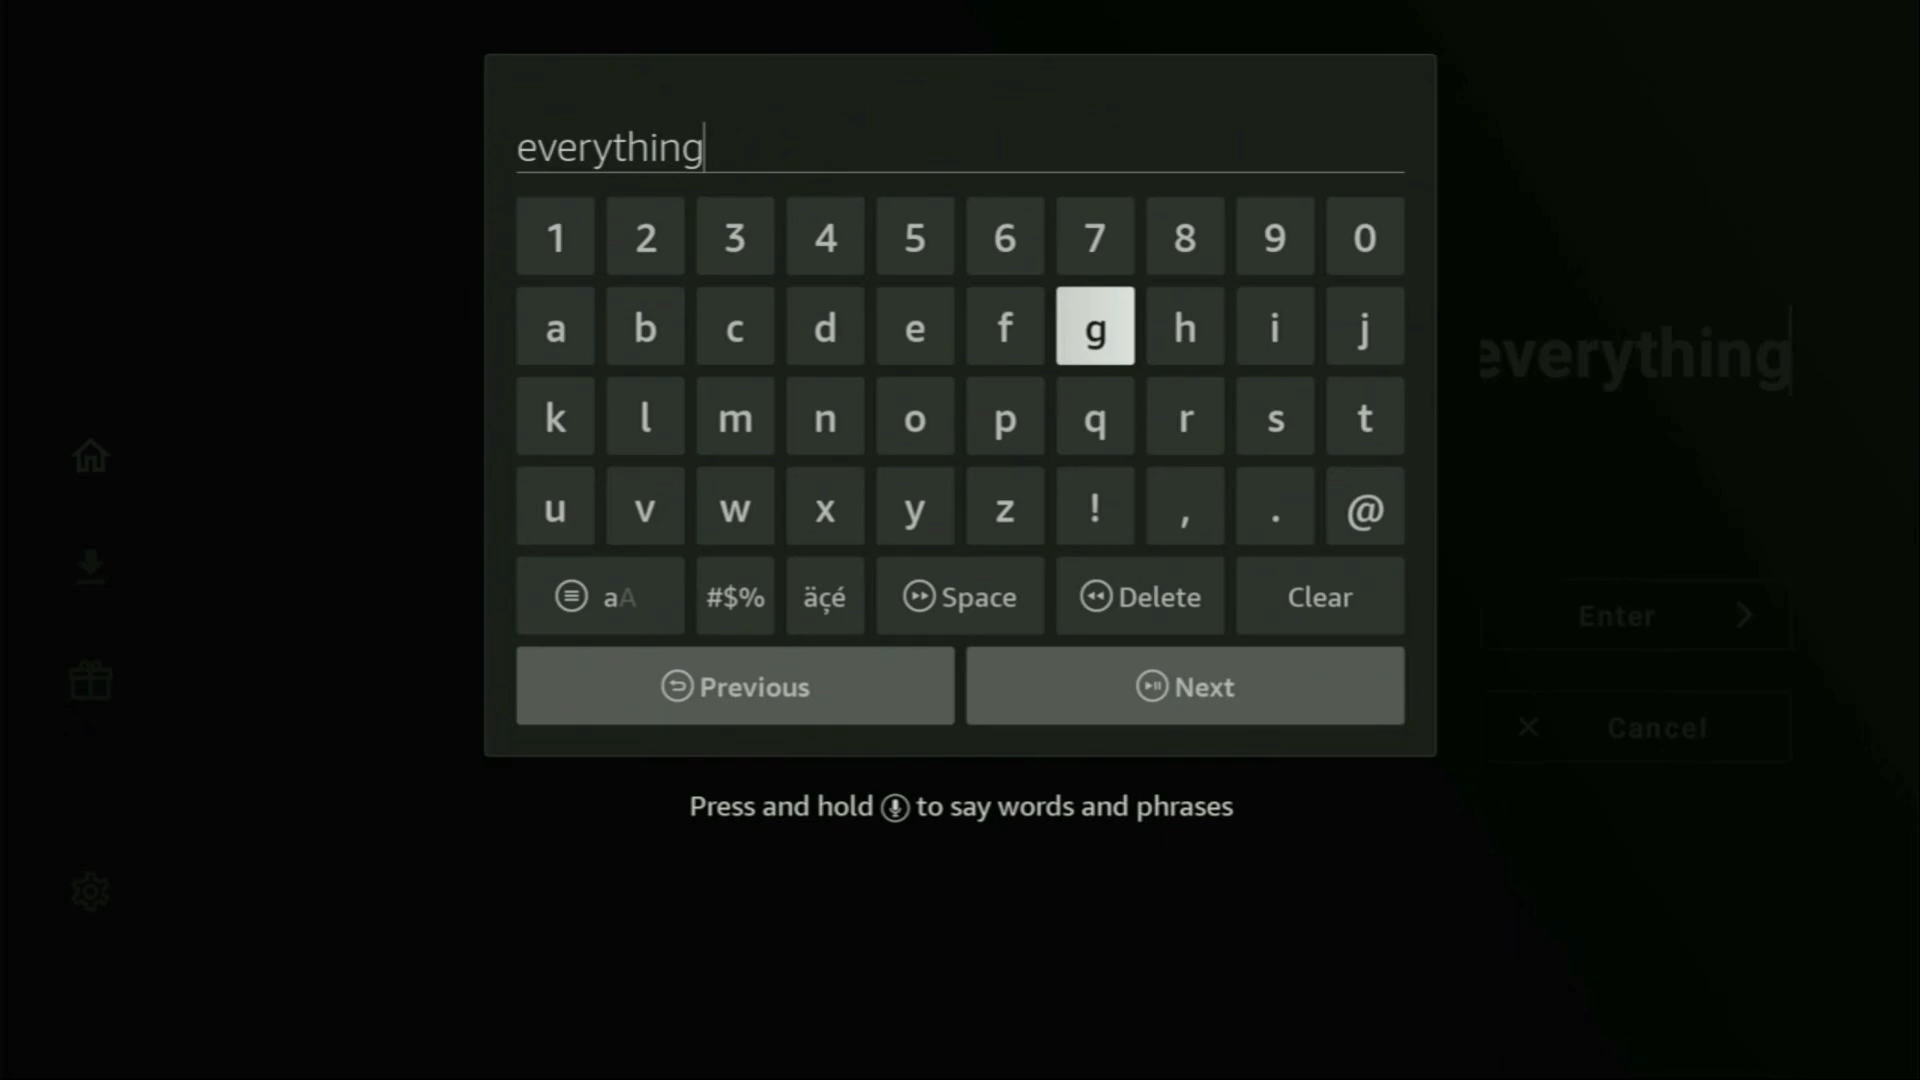 everything
1 2 3 4 5 6 7 8 9 0
a b c d e f g h i j
k l m n o p q r s t
u v w x y z ! , . @
aA #$% äçé Space Delete Clear
Previous Next
Press and hold to say words and phrases
everything
Enter
Cancel